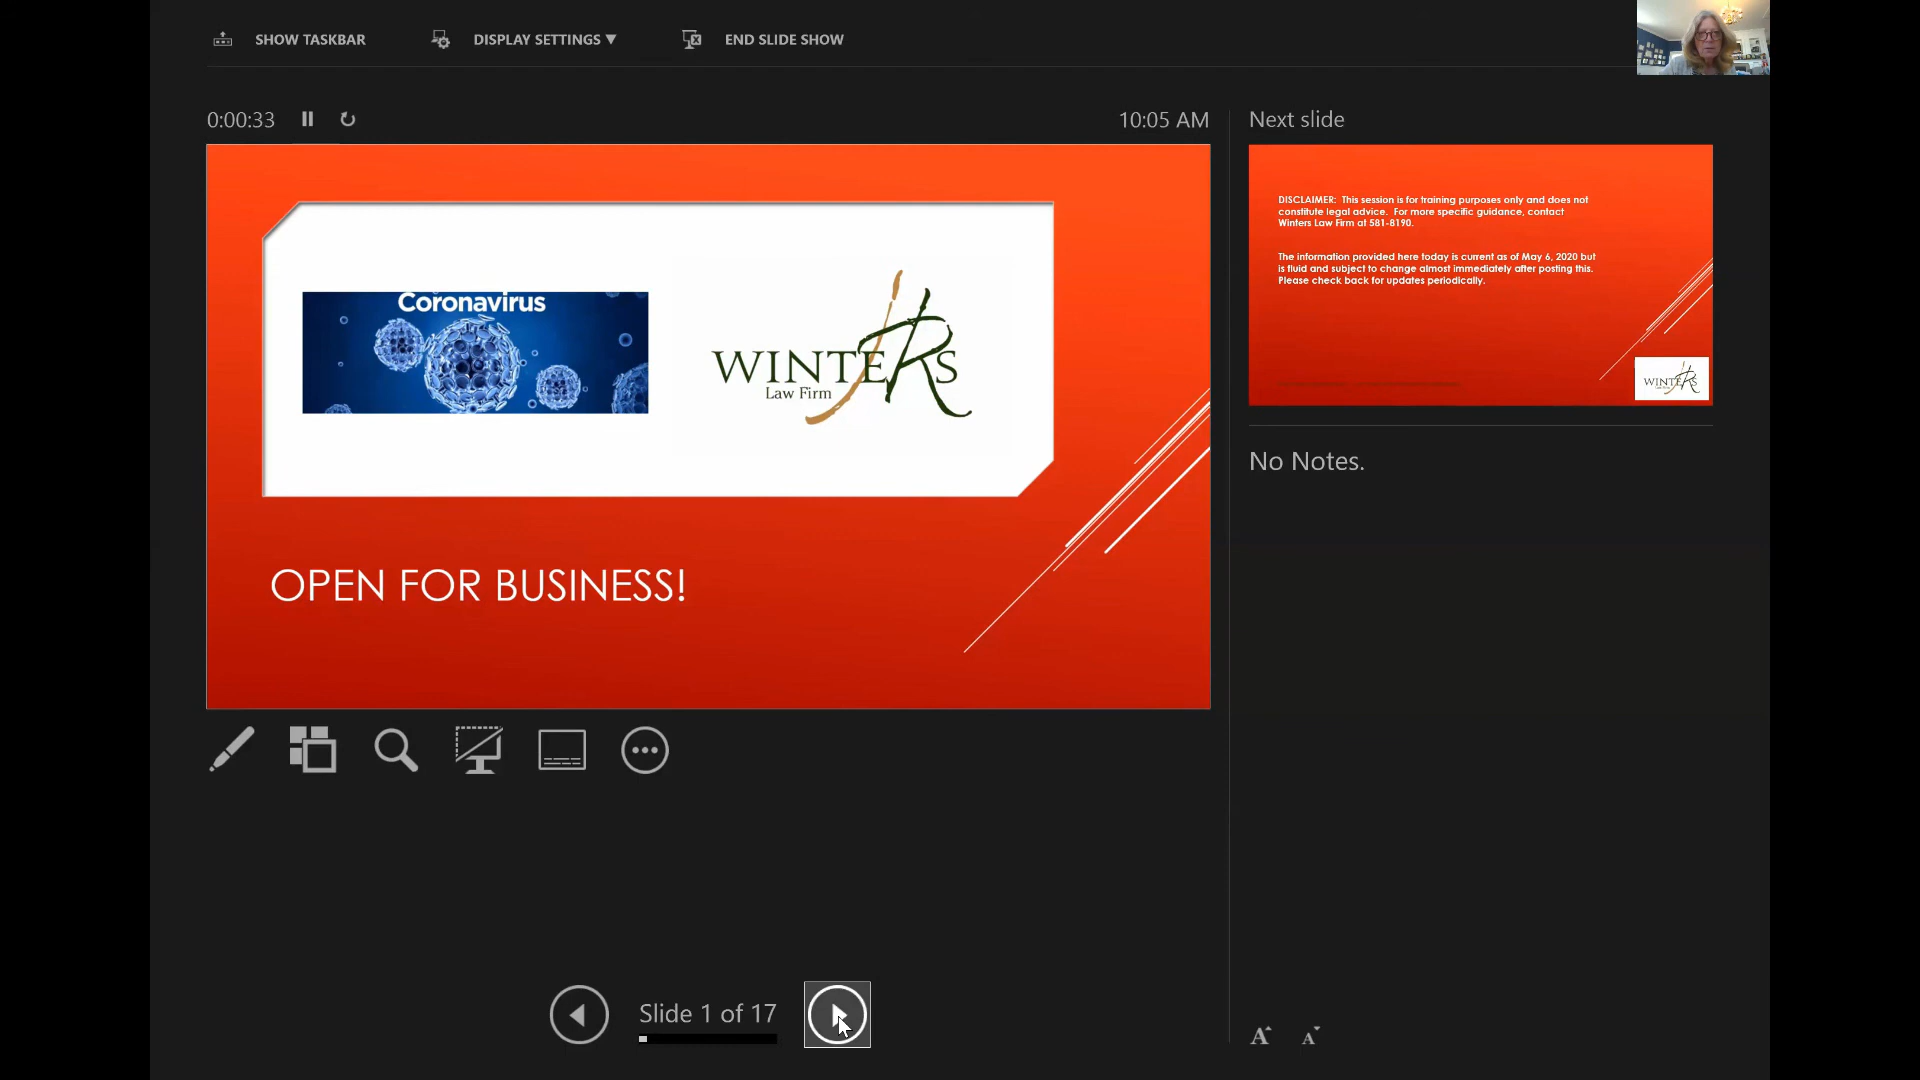 SHOW TASKBAR
DISPLAY SETTINGS ▼
END SLIDE SHOW
0:00:33
10:05 AM
Next slide
Coronavirus
WINTERS
Law Firm
OPEN FOR BUSINESS!
DISCLAIMER: This session is for training purposes only and does not
constitute legal advice. For more specific guidance, contact
Winters Law Firm at 581-8190.
The information provided here today is current as of May 6, 2020 but
is fluid and subject to change almost immediately after posting this.
Please check back for updates periodically.
WINTERS
Law Firm
No Notes.
Slide 1 of 17
A A